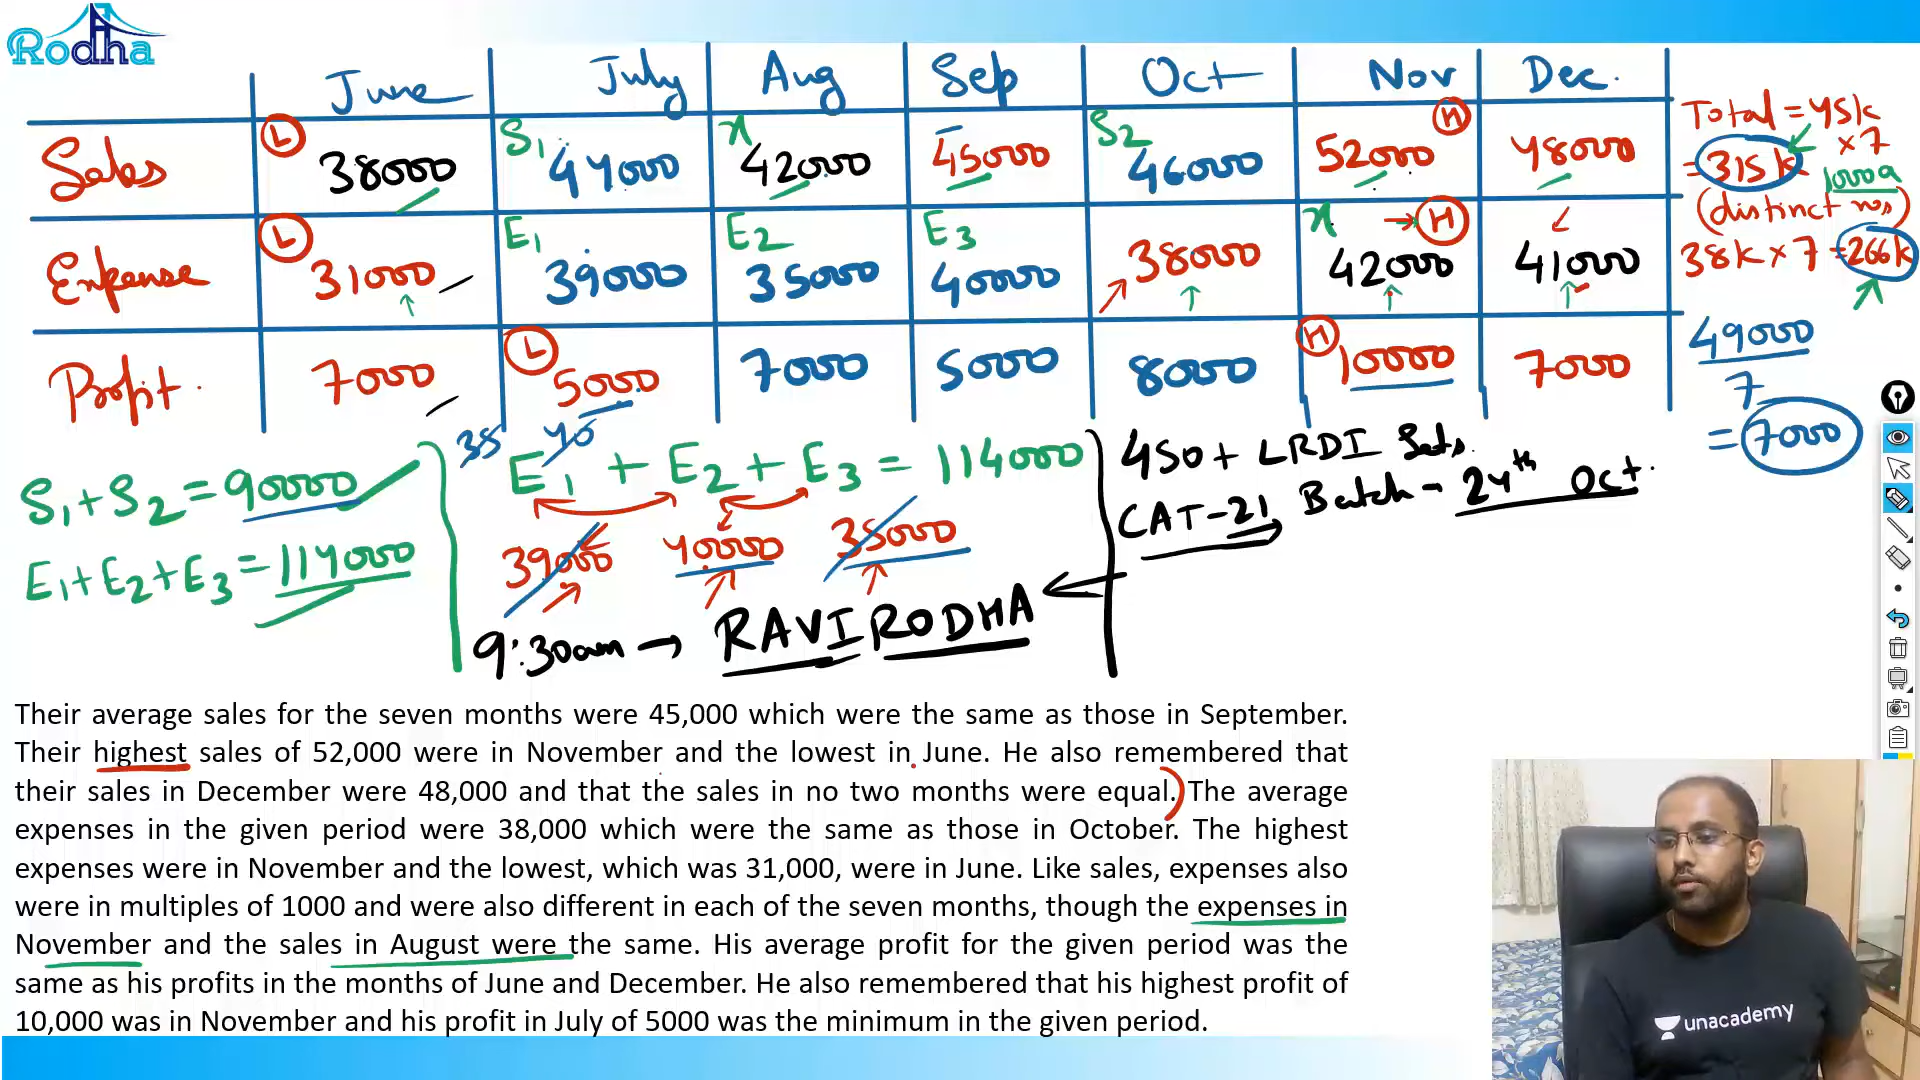 Rodha
June July Aug Sep Oct Nov Dec.
Sales L 38000 S1 44000 x 42000 45000 S2 46000 52000 H 48000
Expense L 31000 E1 39000 E2 35000 E3 40000 38000 x → H 42000 41000
Profit. 7000 L 5000 7000 5000 8000 H 10000 7000
Total = 45k
× 7
= 315k
1000a
(distinct nos)
38k × 7 = 266k
49000
7
= 7000
S1 + S2 = 90000
E1 + E2 + E3 = 114000
35 40
E1 + E2 + E3 = 114000
39000 40000 35000
9:30am → RAVIRODHA
450+ LRDI Sets.
CAT-21 Batch - 24th Oct.
Their average sales for the seven months were 45,000 which were the same as those in September.
Their highest sales of 52,000 were in November and the lowest in June. He also remembered that
their sales in December were 48,000 and that the sales in no two months were equal. The average
expenses in the given period were 38,000 which were the same as those in October. The highest
expenses were in November and the lowest, which was 31,000, were in June. Like sales, expenses also
were in multiples of 1000 and were also different in each of the seven months, though the expenses in
November and the sales in August were the same. His average profit for the given period was the
same as his profits in the months of June and December. He also remembered that his highest profit of
10,000 was in November and his profit in July of 5000 was the minimum in the given period.
unacademy